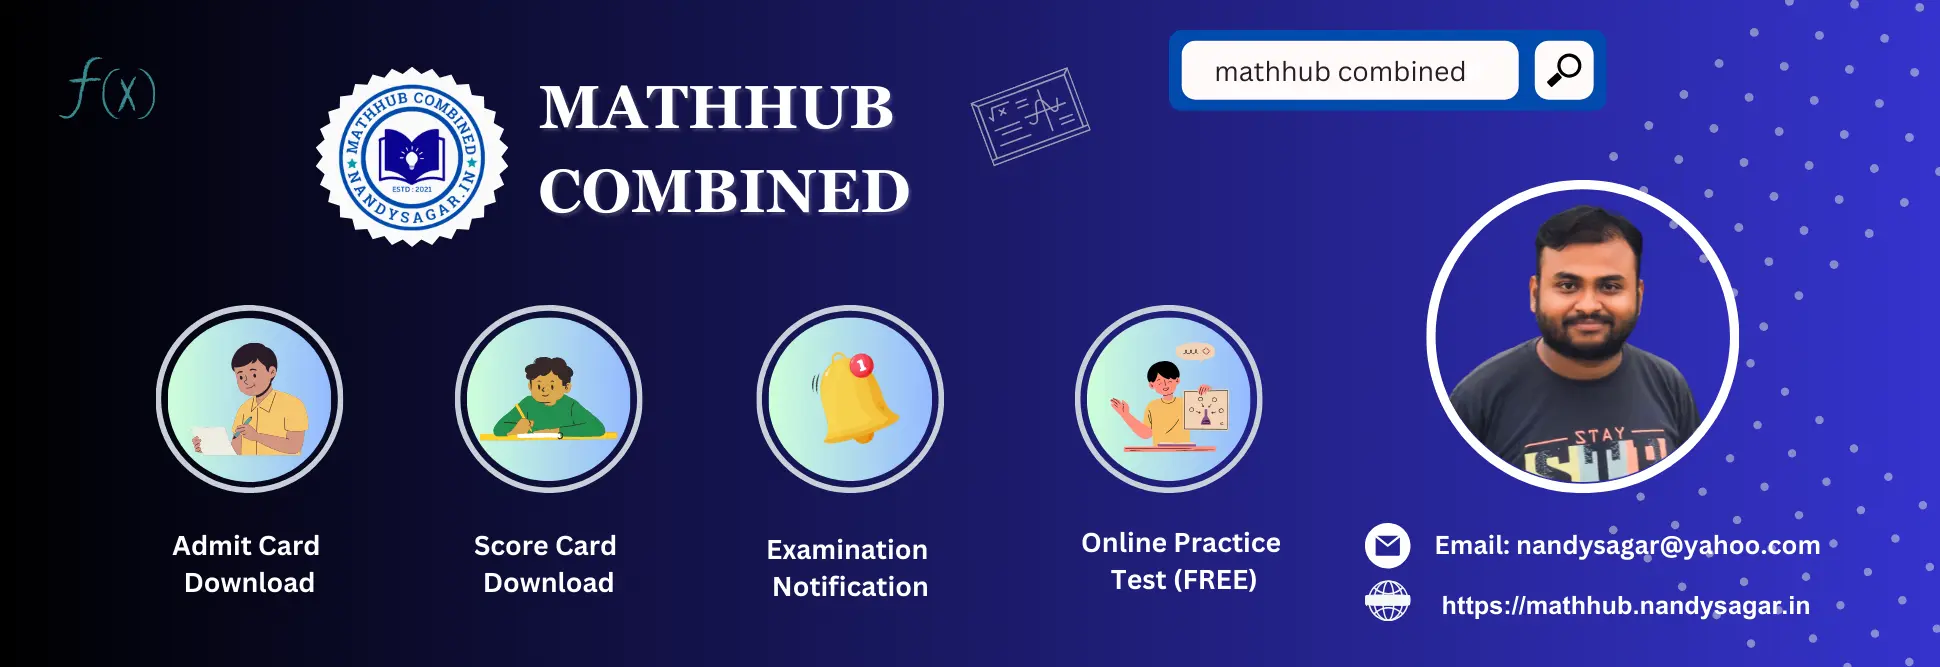 f(x)
MATHHUB COMBINED
ESTD : 2021
NANDYSAGAR.IN
MATHHUB
COMBINED
√x
mathhub combined
1
STAY
Admit Card
Download
Score Card
Download
Examination
Notification
Online Practice
Test (FREE)
Email: nandysagar@yahoo.com
https://mathhub.nandysagar.in